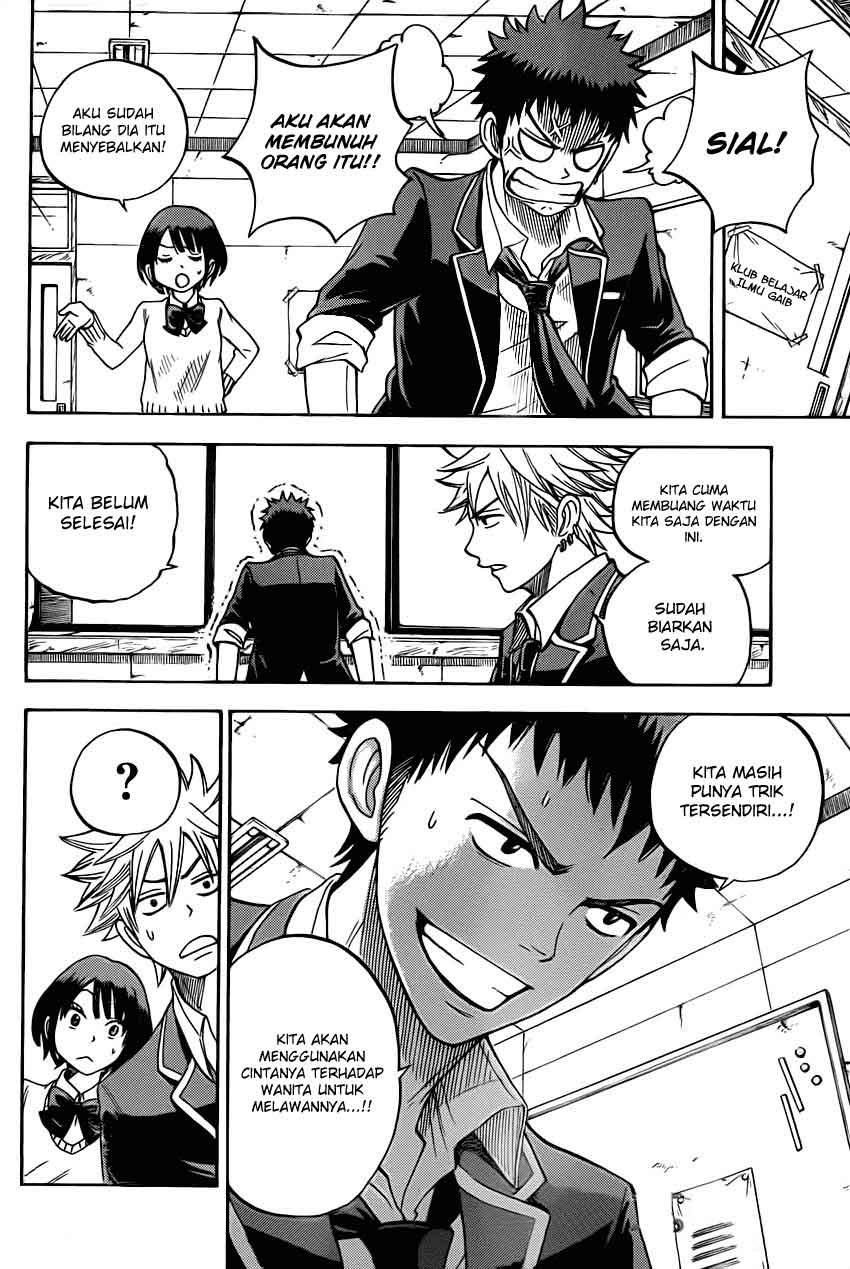 SIAL!
KLUB BELAJAR
ILMU GAIB
AKU AKAN
MEMBUNUH
ORANG ITU!!
AKU SUDAH
BILANG DIA ITU
MENYEBALKAN!
KITA CUMA
MEMBUANG WAKTU
KITA SAJA DENGAN
INI.
SUDAH
BIARKAN
SAJA.
KITA BELUM
SELESAI!
KITA MASIH
PUNYA TRIK
TERSENDIRI...!
KITA AKAN
MENGGUNAKAN
CINTANYA TERHADAP
WANITA UNTUK
MELAWANNYA...!!
?